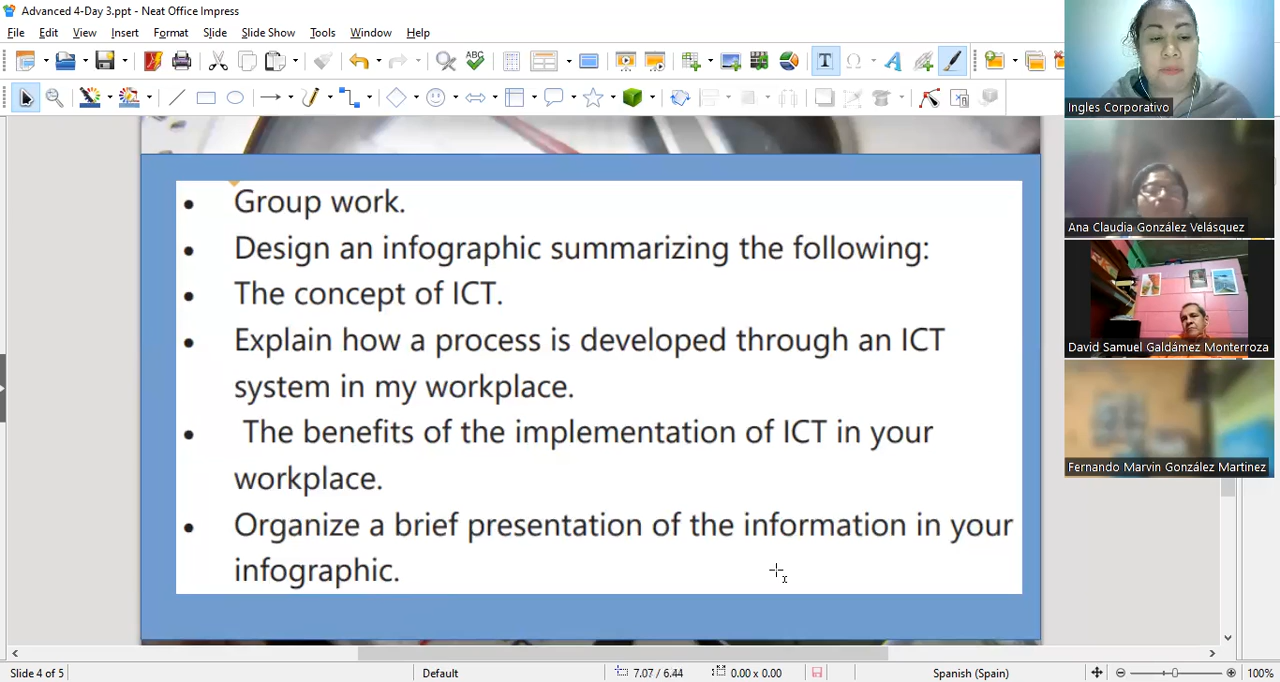 Advanced 4-Day 3.ppt - Neat Office Impress
File Edit View Insert Format Slide Slide Show Tools Window Help
Ingles Corporativo
• Group work.
• Design an infographic summarizing the following:
Ana Claudia González Velásquez
• The concept of ICT.
• Explain how a process is developed through an ICT
system in my workplace.
David Samuel Galdámez Monterroza
• The benefits of the implementation of ICT in your
workplace.
Fernando Marvin González Martinez
• Organize a brief presentation of the information in your
infographic.
Slide 4 of 5 Default 7.07 / 6.44 0.00 x 0.00 Spanish (Spain) 100%